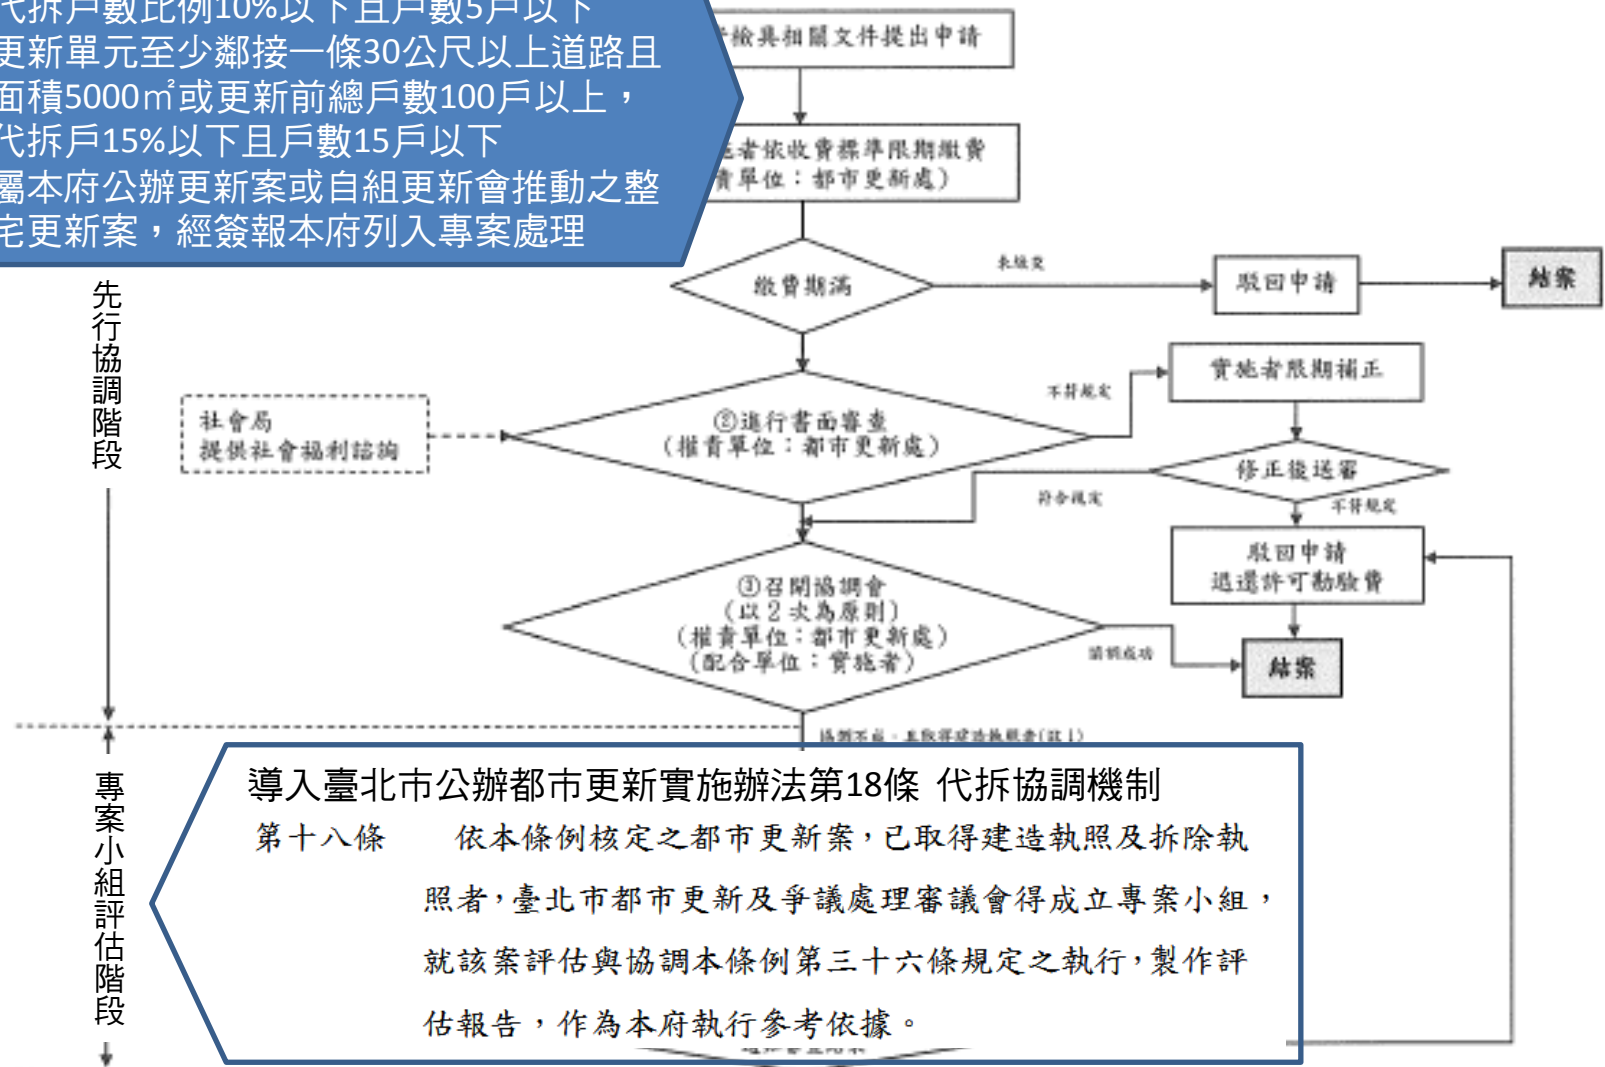 代拆戶數比例10%以下且戶數5戶以下
更新單元至少鄰接一條30公尺以上道路且
面積5000㎡或更新前總戶數100戶以上，
代拆戶15%以下且戶數15戶以下
屬本府公辦更新案或自組更新會推動之整
宅更新案，經簽報本府列入專案處理
檢具相關文件提出申請
者依收費標準限期繳費
責單位：都市更新處)
繳費期滿
未繳交
駁回申請
結案
先行協調階段
社會局
提供社會福利諮詢
②進行書面審查
(權責單位：都市更新處)
不符規定
實施者限期補正
修正後送審
符合規定
不符規定
駁回申請
退還許可勘驗費
③召開協調會
(以2次為原則)
(權責單位：都市更新處)
(配合單位：實施者)
協調成功
結案
專案小組評估階段
導入臺北市公辦都市更新實施辦法第18條 代拆協調機制
第十八條 依本條例核定之都市更新案，已取得建造執照及拆除執
照者，臺北市都市更新及爭議處理審議會得成立專案小組，
就該案評估與協調本條例第三十六條規定之執行，製作評
估報告，作為本府執行參考依據。